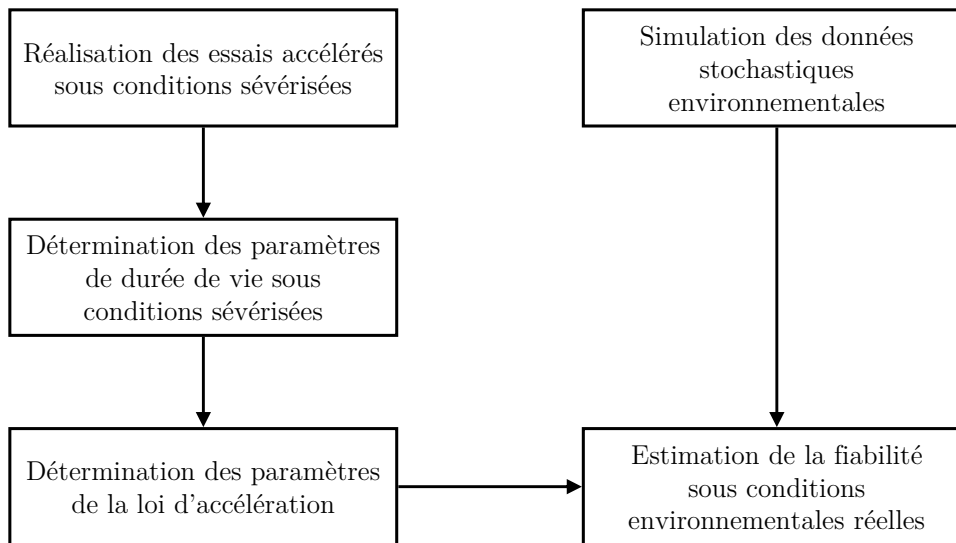 Réalisation des essais accélérés
sous conditions sévérisées
Simulation des données
stochastiques
environnementales
Détermination des paramètres
de durée de vie sous
conditions sévérisées
Détermination des paramètres
de la loi d'accélération
Estimation de la fiabilité
sous conditions
environnementales réelles